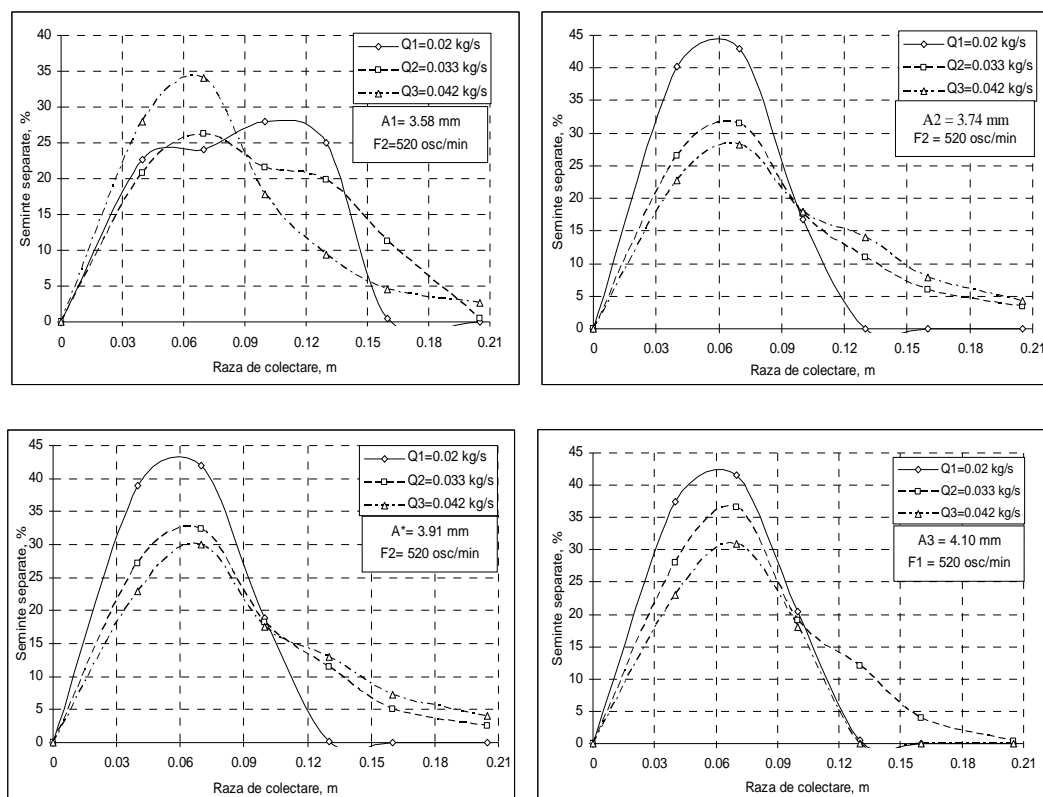 40
35
30
25
20
15
10
5
0
Seminte separate, %
0 0.03 0.06 0.09 0.12 0.15 0.18 0.21
Raza de colectare, m
Q1=0.02 kg/s
Q2=0.033 kg/s
Q3=0.042 kg/s
A1= 3.58 mm
F2=520 osc/min
45
40
35
30
25
20
15
10
5
0
Seminte separate, %
0 0.03 0.06 0.09 0.12 0.15 0.18 0.21
Raza de colectare, m
Q1=0.02 kg/s
Q2=0.033 kg/s
Q3=0.042 kg/s
A2 = 3.74 mm
F2 = 520 osc/min
45
40
35
30
25
20
15
10
5
0
Seminte separate, %
0 0.03 0.06 0.09 0.12 0.15 0.18 0.21
Raza de colectare, m
Q1=0.02 kg/s
Q2=0.033 kg/s
Q3=0.042 kg/s
A*= 3.91 mm
F2= 520 osc/min
45
40
35
30
25
20
15
10
5
0
Seminte separate, %
0 0.03 0.06 0.09 0.12 0.15 0.18 0.21
Raza de colectare, m
Q1=0.02 kg/s
Q2=0.033 kg/s
Q3=0.042 kg/s
A3 = 4.10 mm
F1 = 520 osc/min